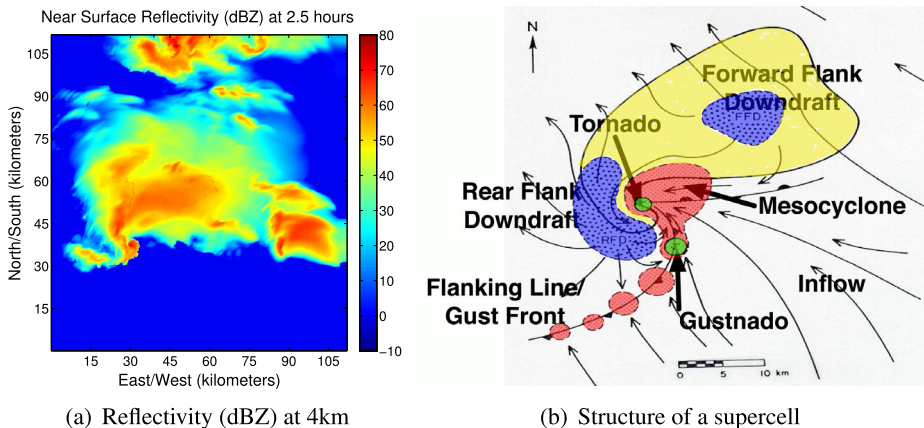 Near Surface Reflectivity (dBZ) at 2.5 hours
North/South (kilometers)
105
90
75
60
45
30
15
15 30 45 60 75 90 105
East/West (kilometers)
80
70
60
50
40
30
20
10
0
−10
(a) Reflectivity (dBZ) at 4km
N
Forward Flank
Downdraft
FFD
Tornado
Rear Flank
Downdraft
RFD
Mesocyclone
Inflow
Flanking Line/
Gust Front
Gustnado
0 5 10 km
(b) Structure of a supercell